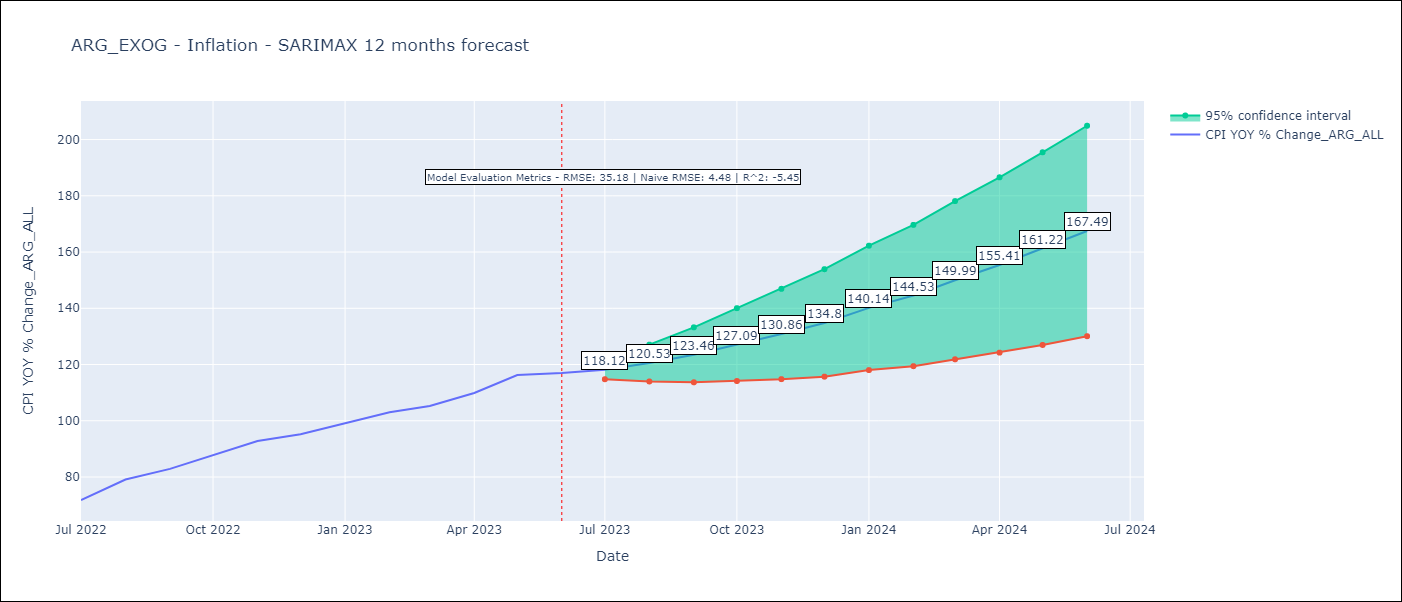 ARG_EXOG - Inflation - SARIMAX 12 months forecast
95% confidence interval
CPI YOY % Change_ARG_ALL
CPI YOY % Change_ARG_ALL
200
180
160
140
120
100
80
Model Evaluation Metrics - RMSE: 35.18 | Naive RMSE: 4.48 | R^2: -5.45
118.12
120.53
123.46
127.09
130.86
134.8
140.14
144.53
149.99
155.41
161.22
167.49
Jul 2022
Oct 2022
Jan 2023
Apr 2023
Jul 2023
Oct 2023
Jan 2024
Apr 2024
Jul 2024
Date